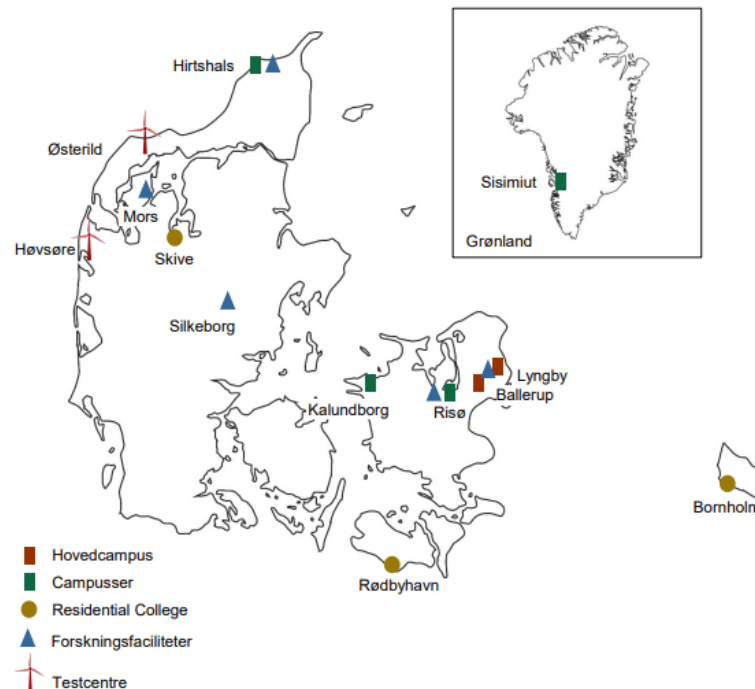 Hirtshals
Østerild
Mors
Høvsøre
Skive
Silkeborg
Sisimiut
Grønland
Lyngby
Ballerup
Kalundborg
Risø
Bornholm
Rødbyhavn
Hovedcampus
Campusser
Residential College
Forskningsfaciliteter
Testcentre